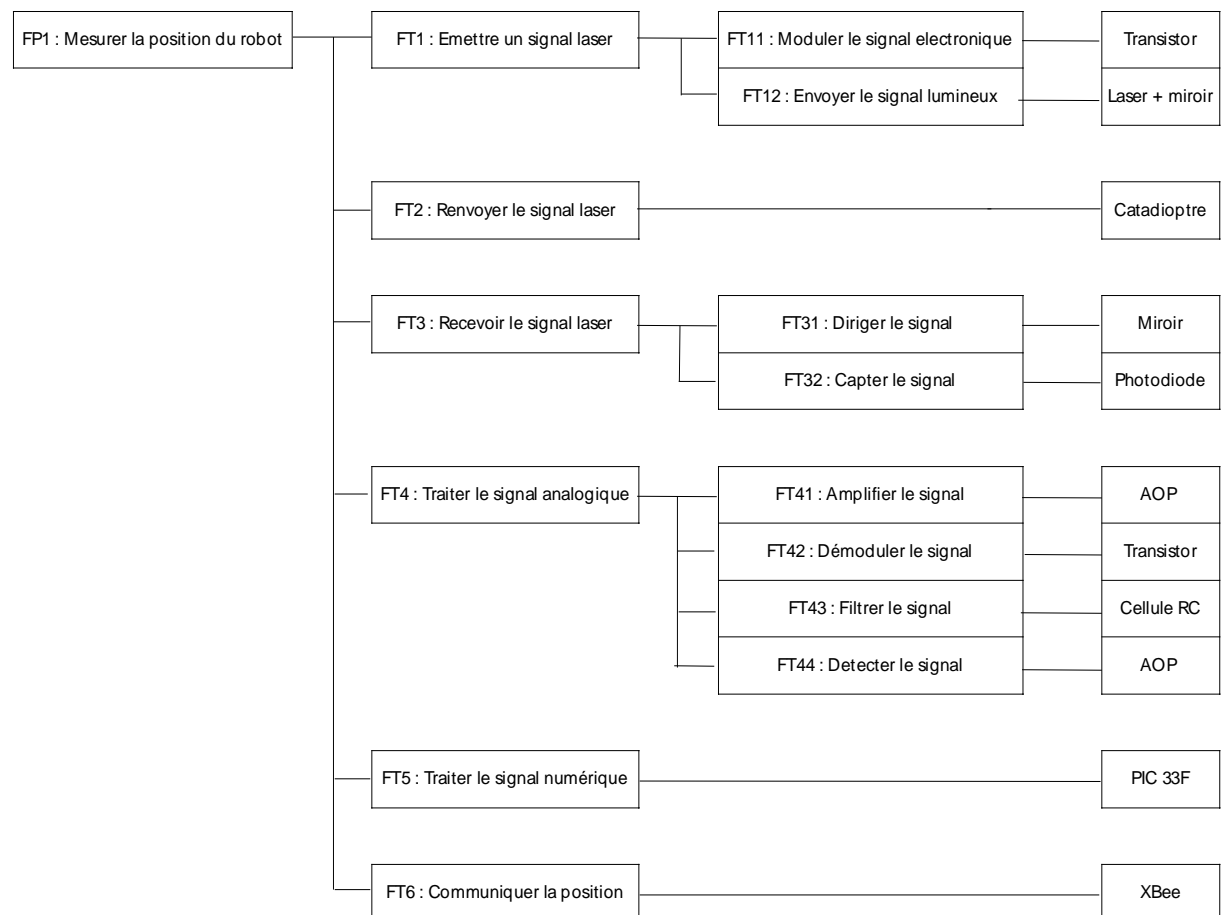 FP1 : Mesurer la position du robot
FT1 : Emettre un signal laser
FT11 : Moduler le signal electronique
Transistor
FT12 : Envoyer le signal lumineux
Laser + miroir
FT2 : Renvoyer le signal laser
Catadioptre
FT3 : Recevoir le signal laser
FT31 : Diriger le signal
Miroir
FT32 : Capter le signal
Photodiode
FT4 : Traiter le signal analogique
FT41 : Amplifier le signal
AOP
FT42 : Démoduler le signal
Transistor
FT43 : Filtrer le signal
Cellule RC
FT44 : Detecter le signal
AOP
FT5 : Traiter le signal numérique
PIC 33F
FT6 : Communiquer la position
XBee